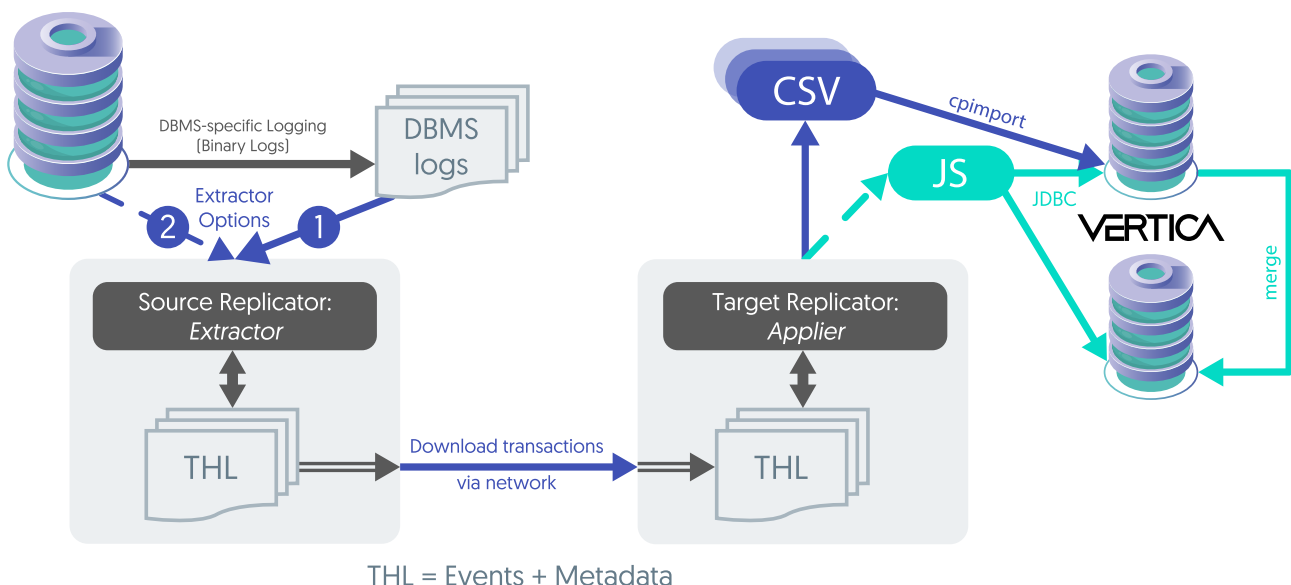 DBMS-specific Logging
(Binary Logs)
DBMS
logs
Extractor
Options
2
1
Source Replicator:
Extractor
THL
Download transactions
via network
Target Replicator:
Applier
THL
CSV
cpimport
JS
JDBC
VERTICA
merge
THL = Events + Metadata